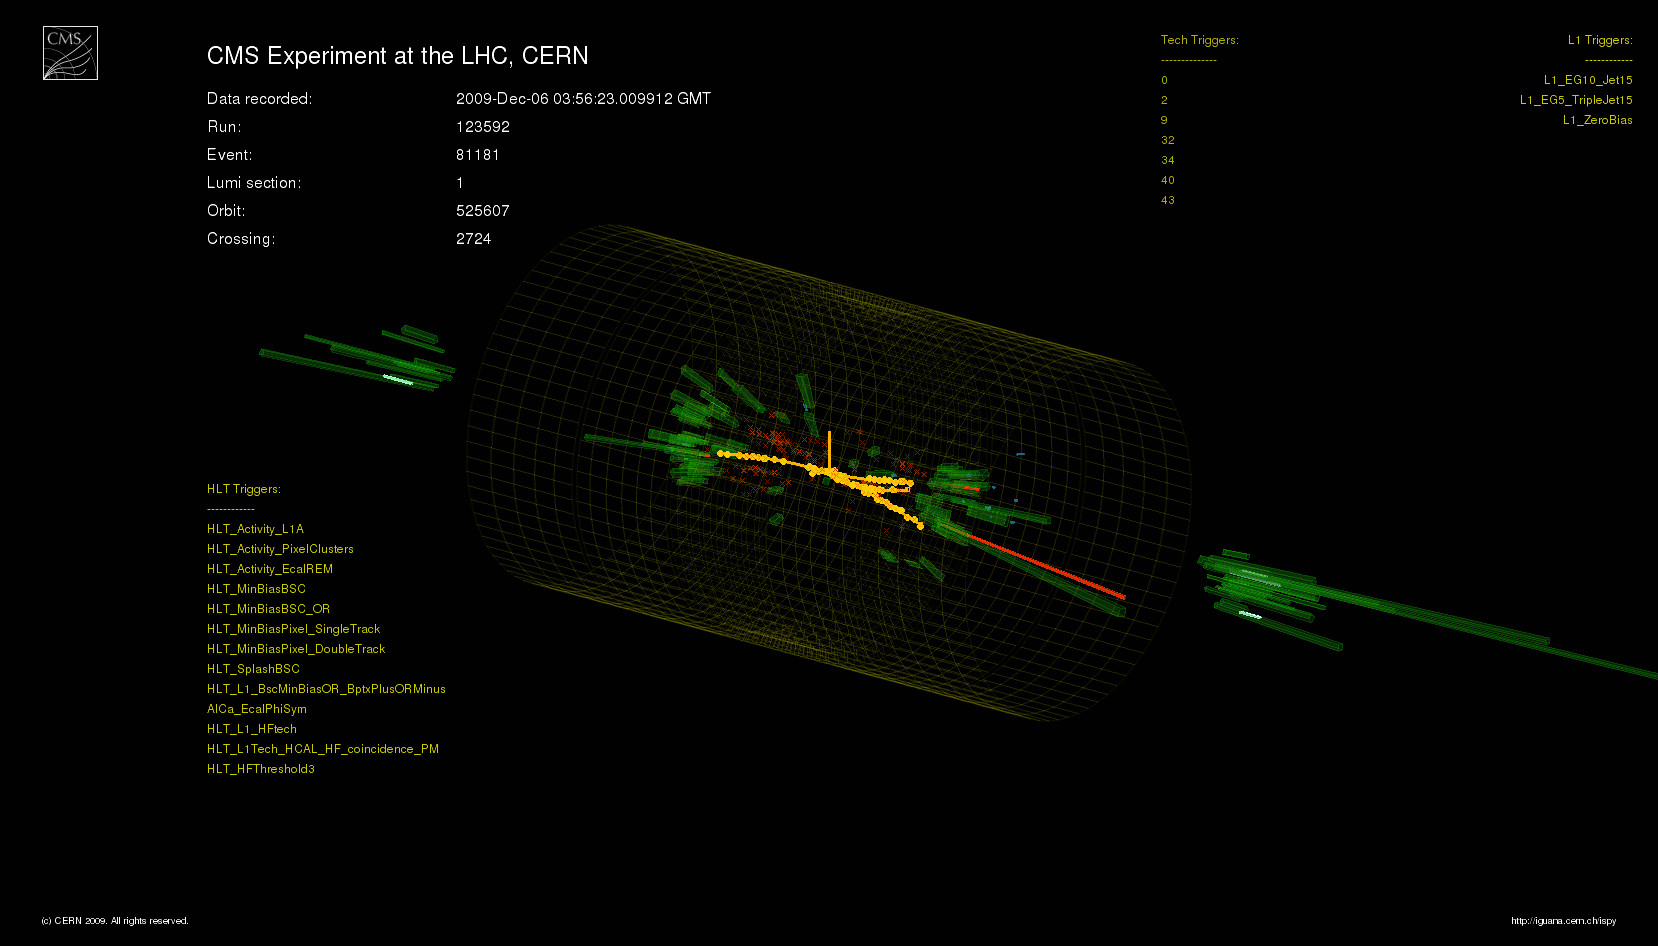 CMS
CMS Experiment at the LHC, CERN
Data recorded: 2009-Dec-06 03:56:23.009912 GMT
Run: 123592
Event: 81181
Lumi section: 1
Orbit: 525607
Crossing: 2724
Tech Triggers:
--------------
0
2
9
32
34
40
43
L1 Triggers:
------------
L1_EG10_Jet15
L1_EG5_TripleJet15
L1_ZeroBias
HLT Triggers:
------------
HLT_Activity_L1A
HLT_Activity_PixelClusters
HLT_Activity_EcalREM
HLT_MinBiasBSC
HLT_MinBiasBSC_OR
HLT_MinBiasPixel_SingleTrack
HLT_MinBiasPixel_DoubleTrack
HLT_SplashBSC
HLT_L1_BscMinBiasOR_BptxPlusORMinus
AlCa_EcalPhiSym
HLT_L1_HFtech
HLT_L1Tech_HCAL_HF_coincidence_PM
HLT_HFThreshold3
(c) CERN 2009. All rights reserved.
http://iguana.cern.ch/ispy